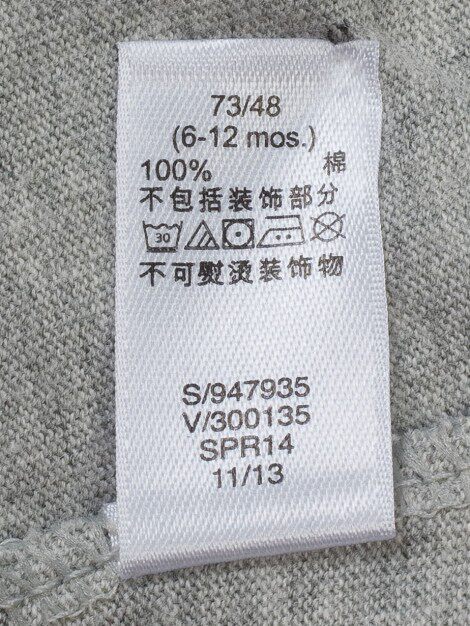 73/48
(6-12 mos.)
100% 棉
不包括装饰部分
30
不可熨烫装饰物
S/947935
V/300135
SPR14
11/13